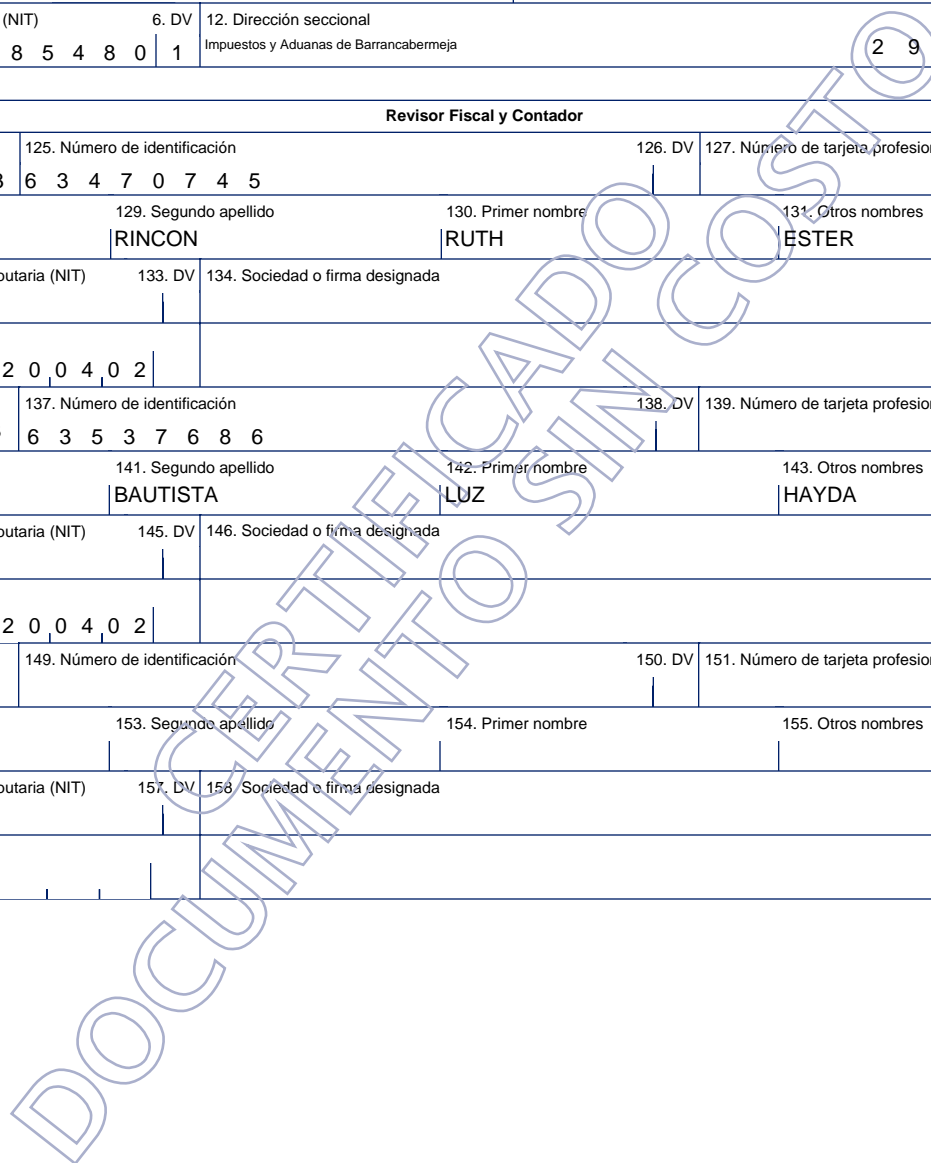 (NIT) 6. DV 12. Dirección seccional
8 5 4 8 0 1 Impuestos y Aduanas de Barrancabermeja 2 9
Revisor Fiscal y Contador
125. Número de identificación 126. DV 127. Número de tarjeta profesion
6 3 4 7 0 7 4 5
129. Segundo apellido 130. Primer nombre 131. Otros nombres
RINCON RUTH ESTER
butaria (NIT) 133. DV 134. Sociedad o firma designada
2 0 0 4 0 2
137. Número de identificación 138. DV 139. Número de tarjeta profesion
6 3 5 3 7 6 8 6
141. Segundo apellido 142. Primer nombre 143. Otros nombres
BAUTISTA LUZ HAYDA
butaria (NIT) 145. DV 146. Sociedad o firma designada
2 0 0 4 0 2
149. Número de identificación 150. DV 151. Número de tarjeta profesion
153. Segundo apellido 154. Primer nombre 155. Otros nombres
butaria (NIT) 157. DV 158. Sociedad o firma designada
CERTIFICADO
DOCUMENTO SIN COSTO